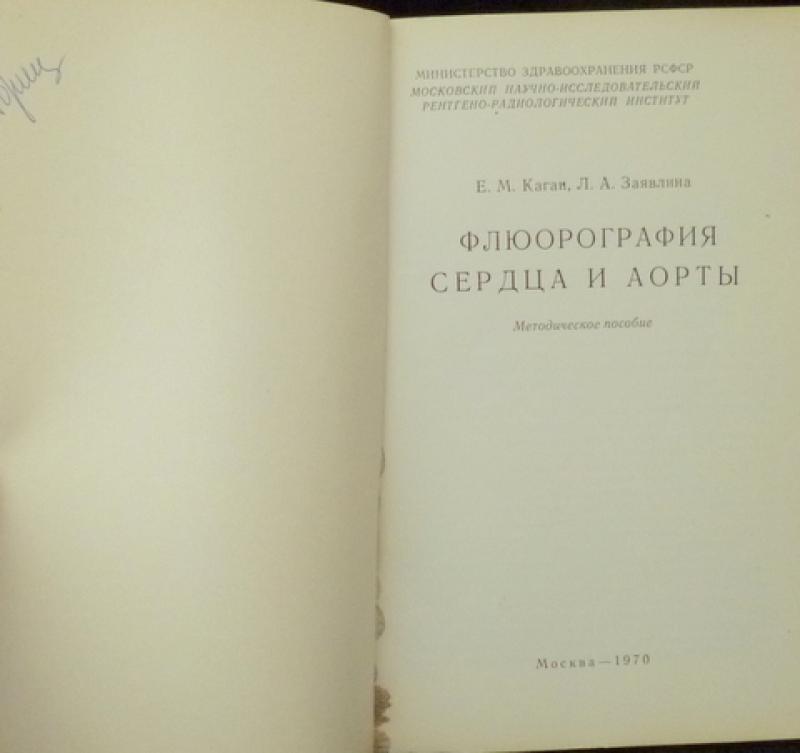 МИНИСТЕРСТВО ЗДРАВООХРАНЕНИЯ РСФСР
МОСКОВСКИЙ НАУЧНО-ИССЛЕДОВАТЕЛЬСКИЙ
РЕНТГЕНО-РАДИОЛОГИЧЕСКИЙ ИНСТИТУТ
Е. М. Каган, Л. А. Заявлина
ФЛЮОРОГРАФИЯ
СЕРДЦА И АОРТЫ
Методическое пособие
Москва—1970